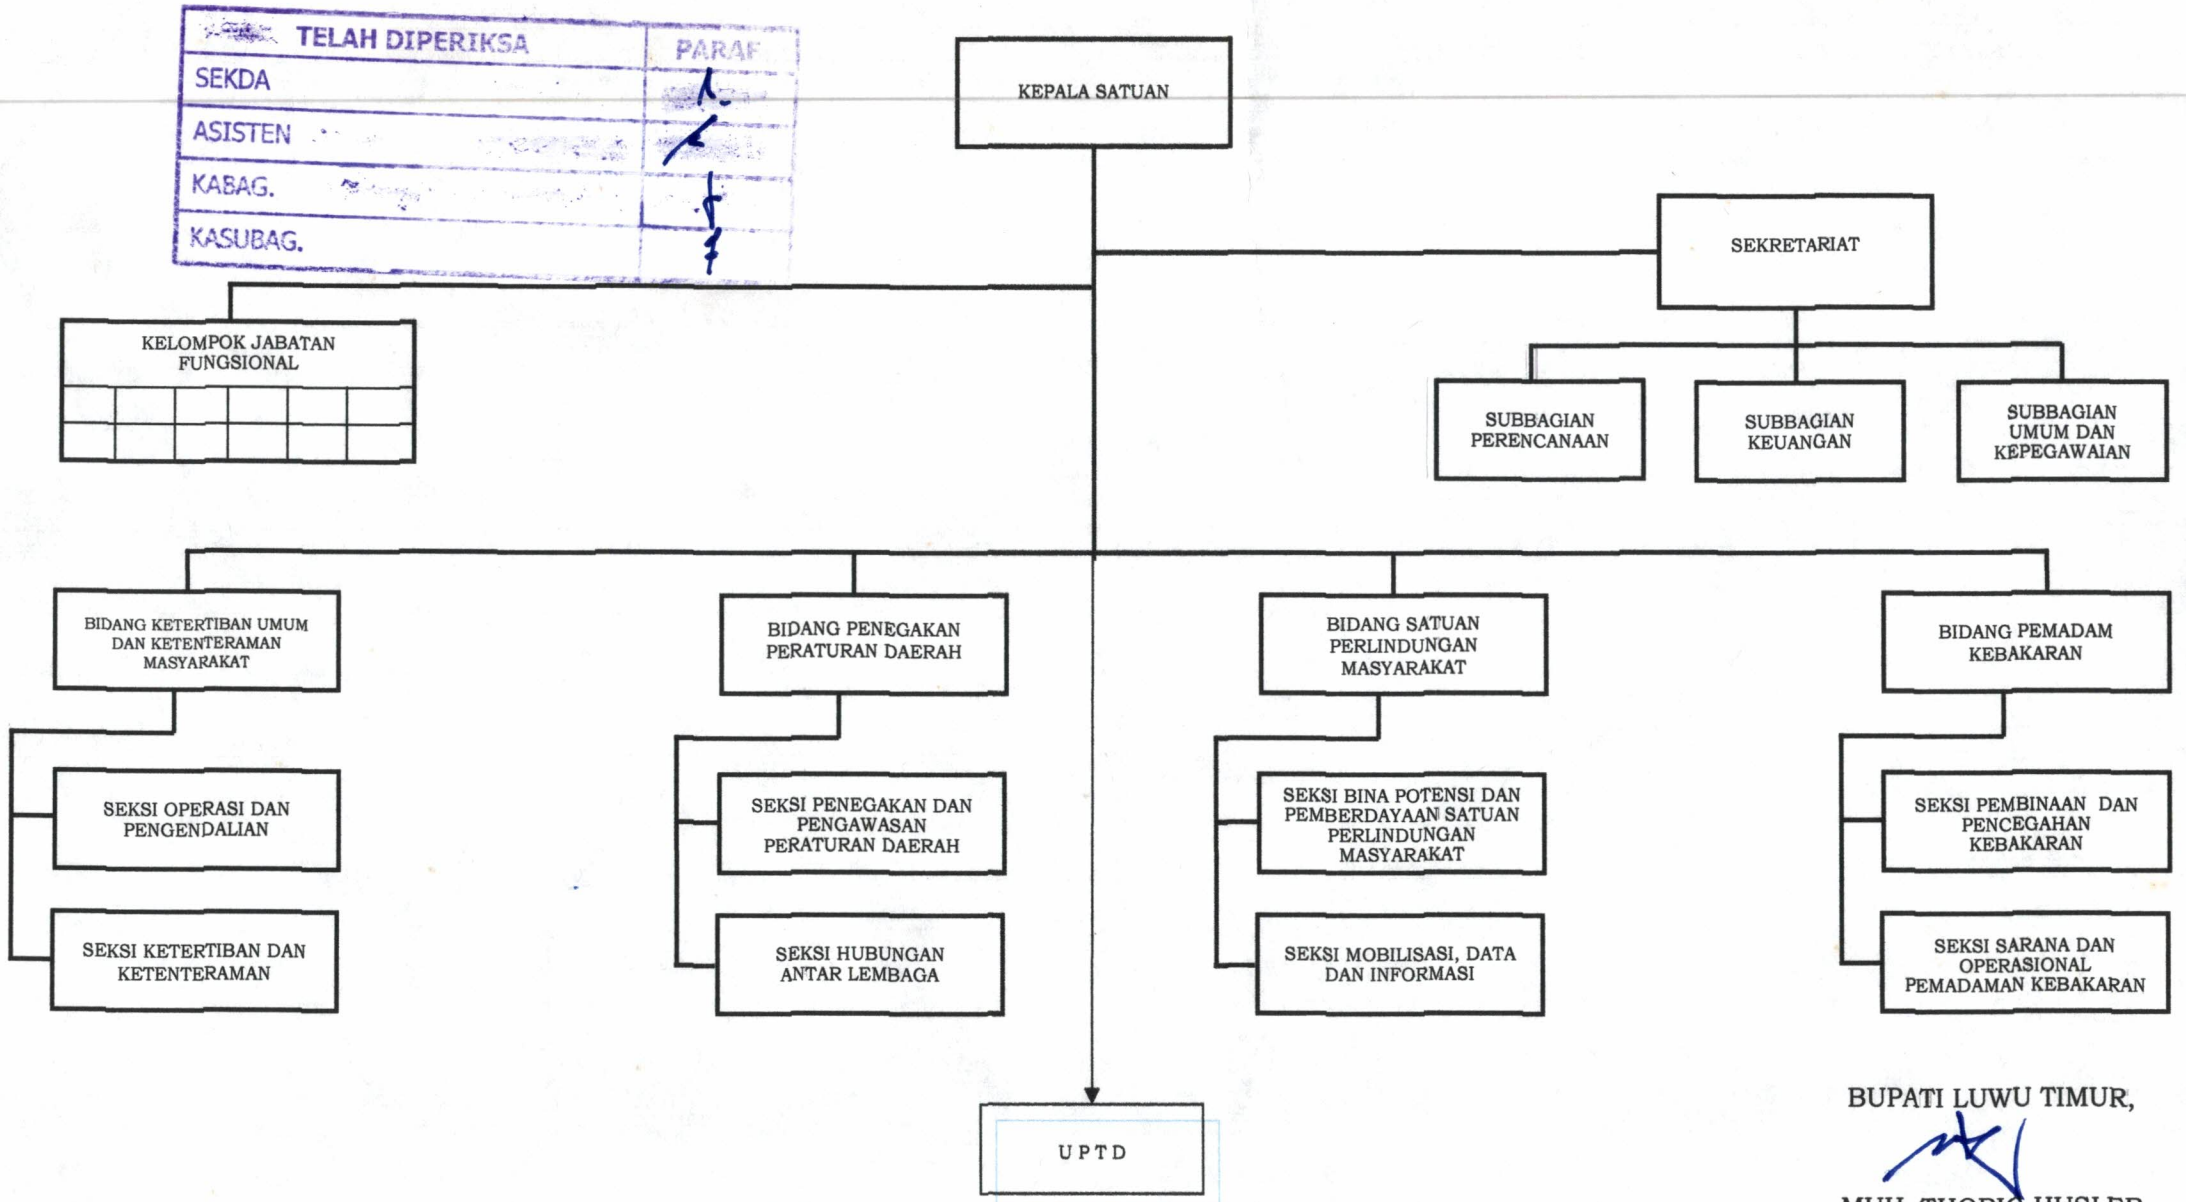 TELAH DIPERIKSA
PARAF
SEKDA
ASISTEN
KABAG.
KASUBAG.
KEPALA SATUAN
SEKRETARIAT
KELOMPOK JABATAN
FUNGSIONAL
SUBBAGIAN
PERENCANAAN
SUBBAGIAN
KEUANGAN
SUBBAGIAN
UMUM DAN
KEPEGAWAIAN
BIDANG KETERTIBAN UMUM
DAN KETENTERAMAN
MASYARAKAT
BIDANG PENEGAKAN
PERATURAN DAERAH
BIDANG SATUAN
PERLINDUNGAN
MASYARAKAT
BIDANG PEMADAM
KEBAKARAN
SEKSI OPERASI DAN
PENGENDALIAN
SEKSI PENEGAKAN DAN
PENGAWASAN
PERATURAN DAERAH
SEKSI BINA POTENSI DAN
PEMBERDAYAAN SATUAN
PERLINDUNGAN
MASYARAKAT
SEKSI PEMBINAAN DAN
PENCEGAHAN
KEBAKARAN
SEKSI KETERTIBAN DAN
KETENTERAMAN
SEKSI HUBUNGAN
ANTAR LEMBAGA
SEKSI MOBILISASI, DATA
DAN INFORMASI
SEKSI SARANA DAN
OPERASIONAL
PEMADAMAN KEBAKARAN
UPTD
BUPATI LUWU TIMUR,
MUH. THORIG HUSLER